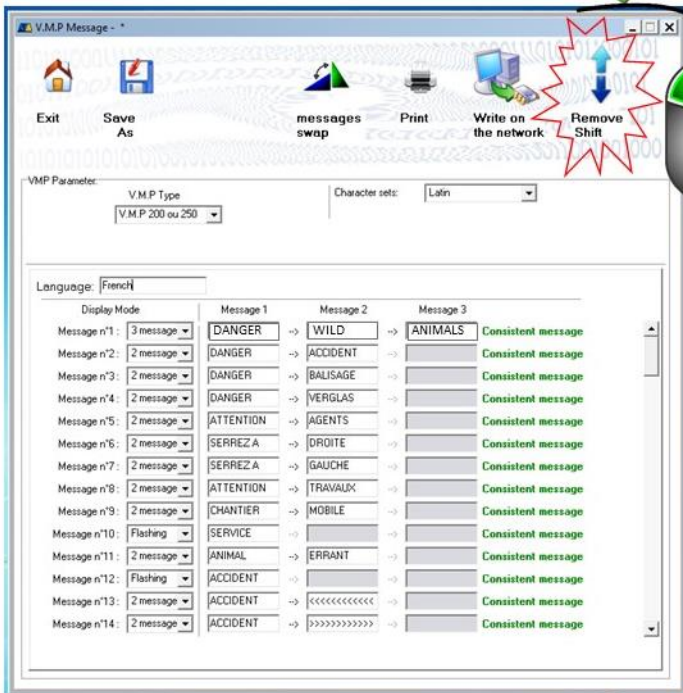 V.M.P Message - *
Exit
Save As
messages swap
Print
Write on the network
Remove Shift
VMP Parameter:
V.M.P Type
Character sets: Latin
V.M.P 200 ou 250
Language: French
Display Mode Message 1 Message 2 Message 3
Message n°1 : 3 message DANGER --> WILD --> ANIMALS Consistent message
Message n°2 : 2 message DANGER --> ACCIDENT --> Consistent message
Message n°3 : 2 message DANGER --> BALISAGE --> Consistent message
Message n°4 : 2 message DANGER --> VERGLAS --> Consistent message
Message n°5 : 2 message ATTENTION --> AGENTS --> Consistent message
Message n°6 : 2 message SERREZ A --> DROITE --> Consistent message
Message n°7 : 2 message SERREZ A --> GAUCHE --> Consistent message
Message n°8 : 2 message ATTENTION --> TRAVAUX --> Consistent message
Message n°9 : 2 message CHANTIER --> MOBILE --> Consistent message
Message n°10 : Flashing SERVICE --> --> Consistent message
Message n°11 : 2 message ANIMAL --> ERRANT --> Consistent message
Message n°12 : Flashing ACCIDENT --> --> Consistent message
Message n°13 : 2 message ACCIDENT --> <<<<<<<<<<<< --> Consistent message
Message n°14 : 2 message ACCIDENT --> >>>>>>>>>>>> --> Consistent message